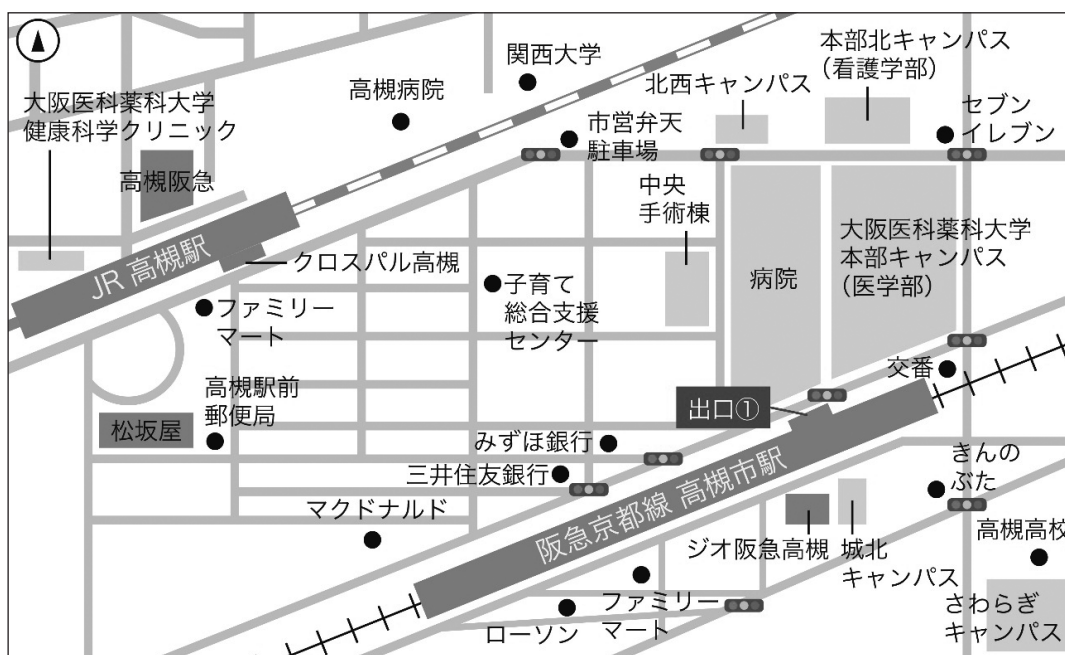 関西大学
本部北キャンパス
(看護学部)
北西キャンパス
高槻病院
大阪医科薬科大学
健康科学クリニック
市営弁天
駐車場
セブン
イレブン
高槻阪急
中央
手術棟
大阪医科薬科大学
本部キャンパス
(医学部)
JR 高槻駅
クロスパル高槻
病院
子育て
総合支援
センター
ファミリー
マート
交番
高槻駅前
郵便局
出口①
松坂屋
みずほ銀行
三井住友銀行
きんの
ぶた
阪急京都線 高槻市駅
マクドナルド
高槻高校
ジオ阪急高槻
城北
キャンパス
ファミリー
マート
ローソン
さわらぎ
キャンパス